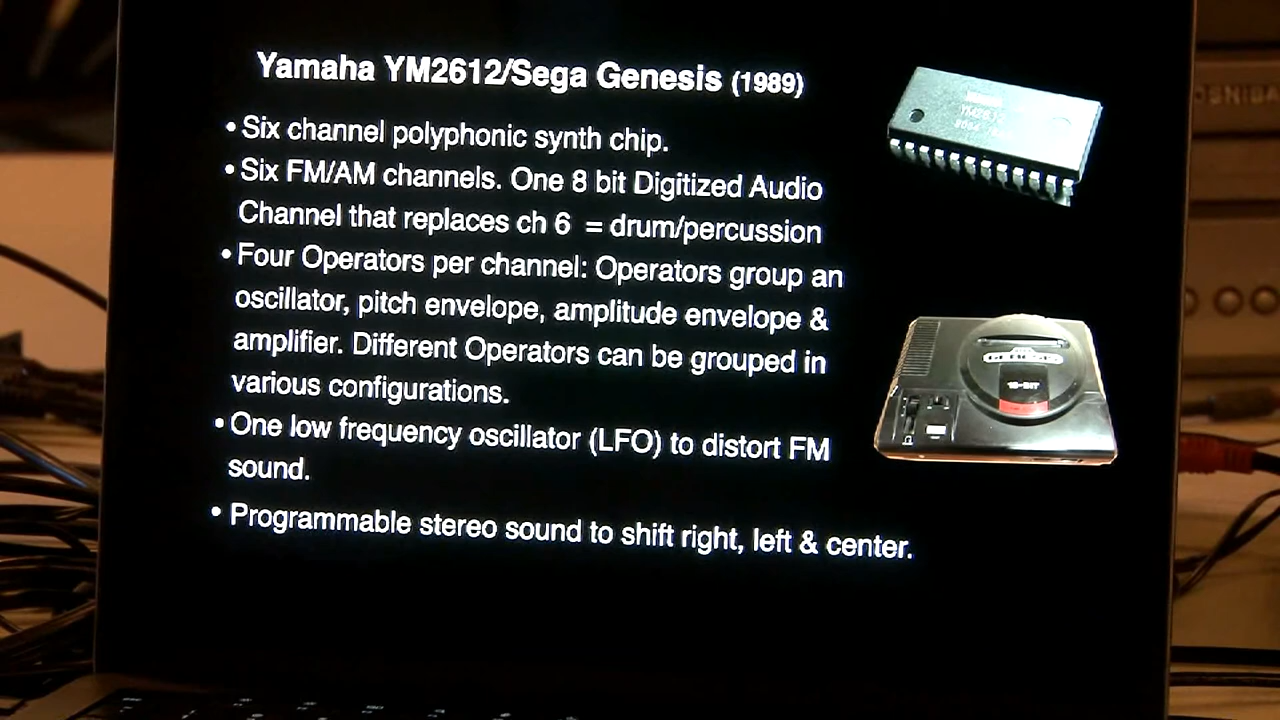 Yamaha YM2612/Sega Genesis (1989)
• Six channel polyphonic synth chip.
• Six FM/AM channels. One 8 bit Digitized Audio
Channel that replaces ch 6 = drum/percussion
• Four Operators per channel: Operators group an
oscillator, pitch envelope, amplitude envelope &
amplifier. Different Operators can be grouped in
various configurations.
• One low frequency oscillator (LFO) to distort FM
sound.
• Programmable stereo sound to shift right, left & center.
GENESIS
16-BIT